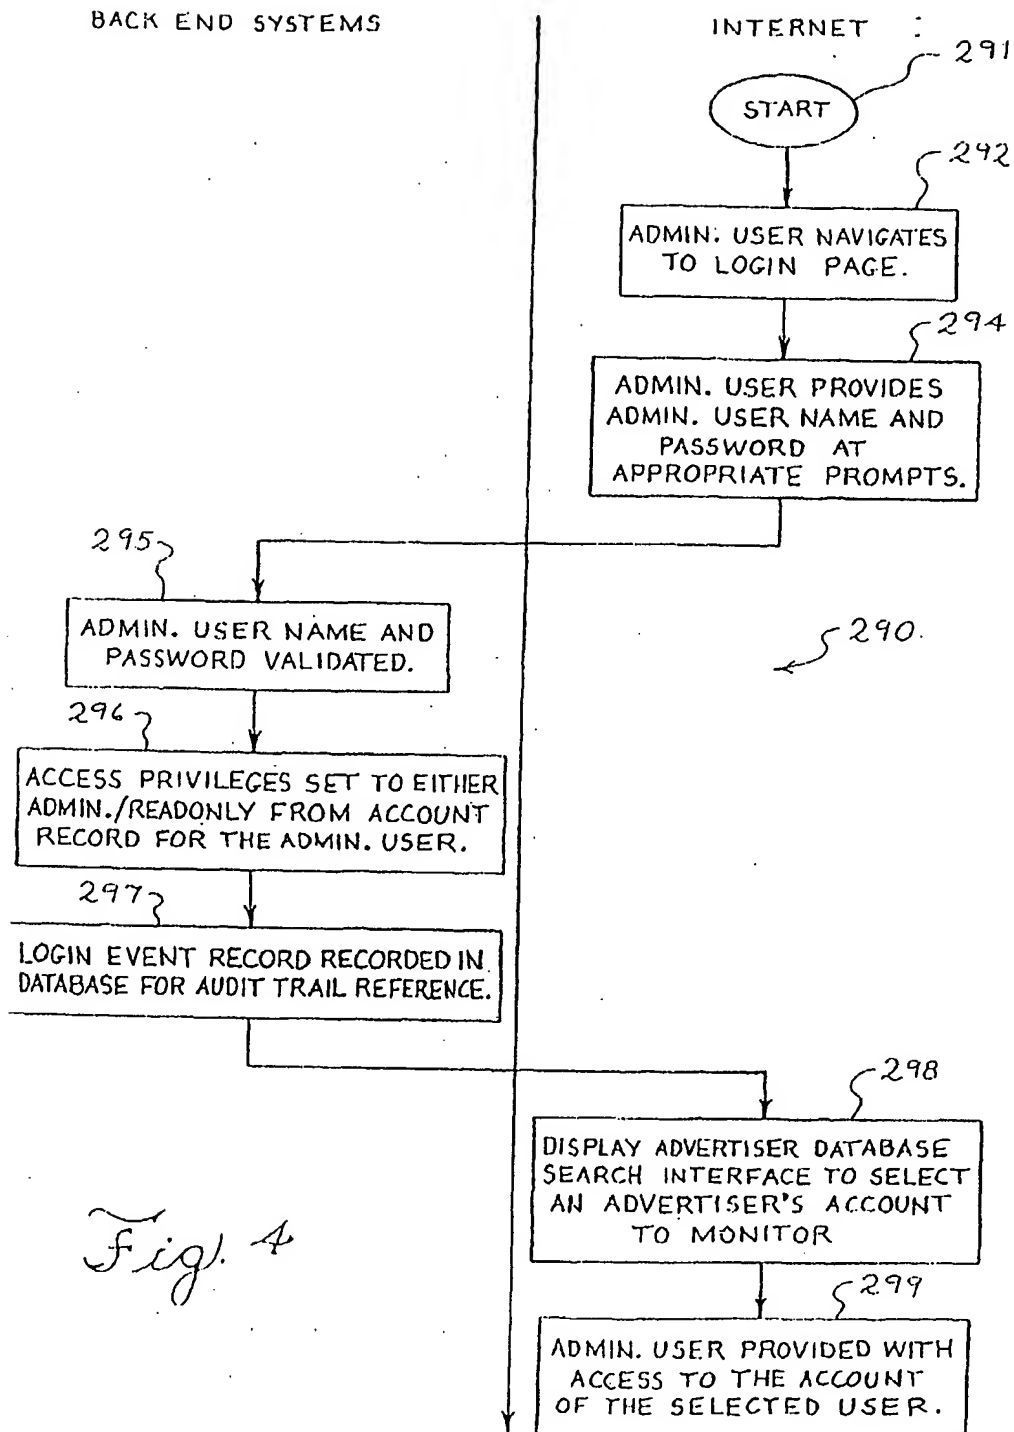 BACK END SYSTEMS
INTERNET
291
START
292
ADMIN. USER NAVIGATES
TO LOGIN PAGE.
294
ADMIN. USER PROVIDES
ADMIN. USER NAME AND
PASSWORD AT
APPROPRIATE PROMPTS.
295
ADMIN. USER NAME AND
PASSWORD VALIDATED.
290.
296
ACCESS PRIVILEGES SET TO EITHER
ADMIN./READONLY FROM ACCOUNT
RECORD FOR THE ADMIN. USER.
297
LOGIN EVENT RECORD RECORDED IN
DATABASE FOR AUDIT TRAIL REFERENCE.
298
DISPLAY ADVERTISER DATABASE
SEARCH INTERFACE TO SELECT
AN ADVERTISER'S ACCOUNT
TO MONITOR
Fig. 4
299
ADMIN. USER PROVIDED WITH
ACCESS TO THE ACCOUNT
OF THE SELECTED USER.